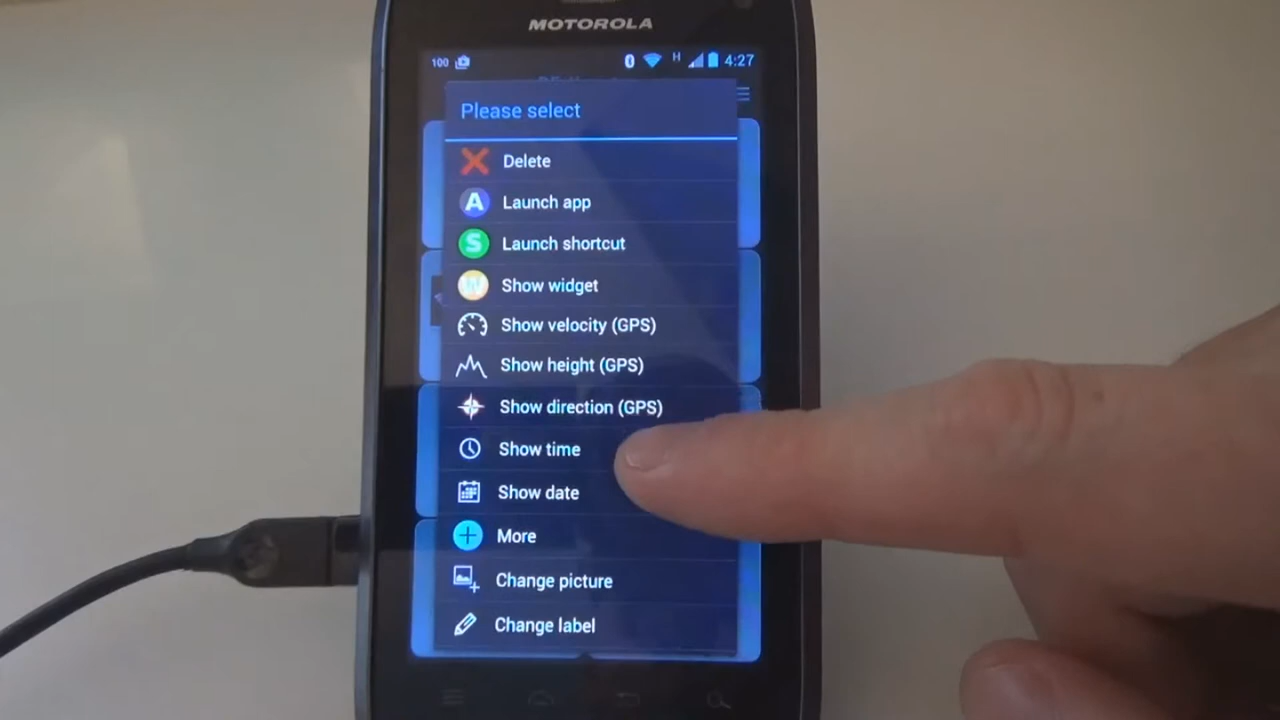 MOTOROLA
100 H 4:27
Please select
Delete
A Launch app
S Launch shortcut
W Show widget
Show velocity (GPS)
Show height (GPS)
Show direction (GPS)
Show time
Show date
More
Change picture
Change label